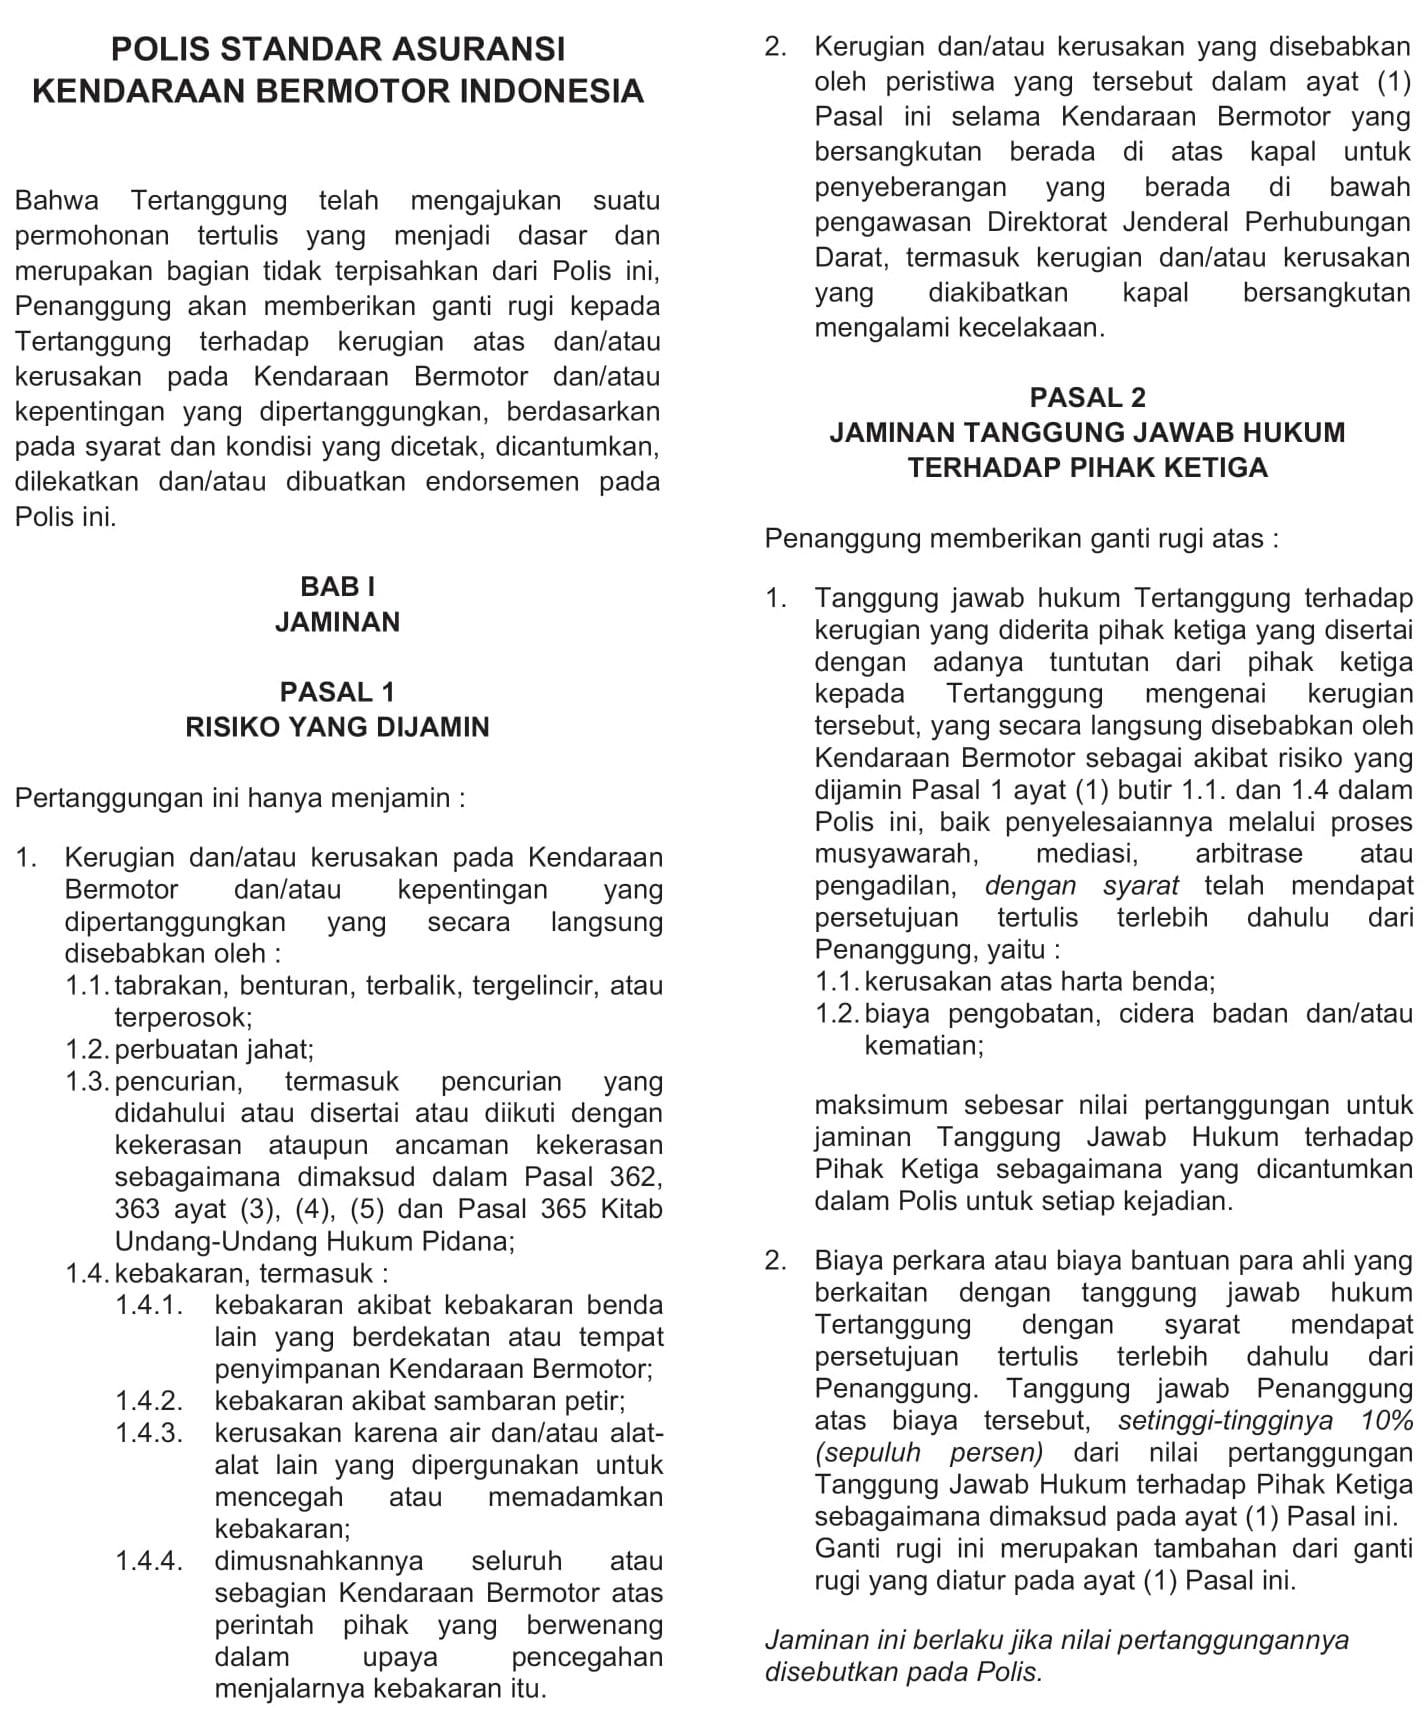 POLIS STANDAR ASURANSI
KENDARAAN BERMOTOR INDONESIA
Bahwa Tertanggung telah mengajukan suatu
permohonan tertulis yang menjadi dasar dan
merupakan bagian tidak terpisahkan dari Polis ini,
Penanggung akan memberikan ganti rugi kepada
Tertanggung terhadap kerugian atas dan/atau
kerusakan pada Kendaraan Bermotor dan/atau
kepentingan yang dipertanggungkan, berdasarkan
pada syarat dan kondisi yang dicetak, dicantumkan,
dilekatkan dan/atau dibuatkan endorsemen pada
Polis ini.
BAB I
JAMINAN
PASAL 1
RISIKO YANG DIJAMIN
Pertanggungan ini hanya menjamin :
1. Kerugian dan/atau kerusakan pada Kendaraan
Bermotor dan/atau kepentingan yang
dipertanggungkan yang secara langsung
disebabkan oleh :
1.1. tabrakan, benturan, terbalik, tergelincir, atau
terperosok;
1.2. perbuatan jahat;
1.3. pencurian, termasuk pencurian yang
didahului atau disertai atau diikuti dengan
kekerasan ataupun ancaman kekerasan
sebagaimana dimaksud dalam Pasal 362,
363 ayat (3), (4), (5) dan Pasal 365 Kitab
Undang-Undang Hukum Pidana;
1.4. kebakaran, termasuk :
1.4.1. kebakaran akibat kebakaran benda
lain yang berdekatan atau tempat
penyimpanan Kendaraan Bermotor;
1.4.2. kebakaran akibat sambaran petir;
1.4.3. kerusakan karena air dan/atau alat-
alat lain yang dipergunakan untuk
mencegah atau memadamkan
kebakaran;
1.4.4. dimusnahkannya seluruh atau
sebagian Kendaraan Bermotor atas
perintah pihak yang berwenang
dalam upaya pencegahan
menjalarnya kebakaran itu.
2. Kerugian dan/atau kerusakan yang disebabkan
oleh peristiwa yang tersebut dalam ayat (1)
Pasal ini selama Kendaraan Bermotor yang
bersangkutan berada di atas kapal untuk
penyeberangan yang berada di bawah
pengawasan Direktorat Jenderal Perhubungan
Darat, termasuk kerugian dan/atau kerusakan
yang diakibatkan kapal bersangkutan
mengalami kecelakaan.
PASAL 2
JAMINAN TANGGUNG JAWAB HUKUM
TERHADAP PIHAK KETIGA
Penanggung memberikan ganti rugi atas :
1. Tanggung jawab hukum Tertanggung terhadap
kerugian yang diderita pihak ketiga yang disertai
dengan adanya tuntutan dari pihak ketiga
kepada Tertanggung mengenai kerugian
tersebut, yang secara langsung disebabkan oleh
Kendaraan Bermotor sebagai akibat risiko yang
dijamin Pasal 1 ayat (1) butir 1.1. dan 1.4 dalam
Polis ini, baik penyelesaiannya melalui proses
musyawarah, mediasi, arbitrase atau
pengadilan, dengan syarat telah mendapat
persetujuan tertulis terlebih dahulu dari
Penanggung, yaitu :
1.1. kerusakan atas harta benda;
1.2. biaya pengobatan, cidera badan dan/atau
kematian;
maksimum sebesar nilai pertanggungan untuk
jaminan Tanggung Jawab Hukum terhadap
Pihak Ketiga sebagaimana yang dicantumkan
dalam Polis untuk setiap kejadian.
2. Biaya perkara atau biaya bantuan para ahli yang
berkaitan dengan tanggung jawab hukum
Tertanggung dengan syarat mendapat
persetujuan tertulis terlebih dahulu dari
Penanggung. Tanggung jawab Penanggung
atas biaya tersebut, setinggi-tingginya 10%
(sepuluh persen) dari nilai pertanggungan
Tanggung Jawab Hukum terhadap Pihak Ketiga
sebagaimana dimaksud pada ayat (1) Pasal ini.
Ganti rugi ini merupakan tambahan dari ganti
rugi yang diatur pada ayat (1) Pasal ini.
Jaminan ini berlaku jika nilai pertanggungannya
disebutkan pada Polis.